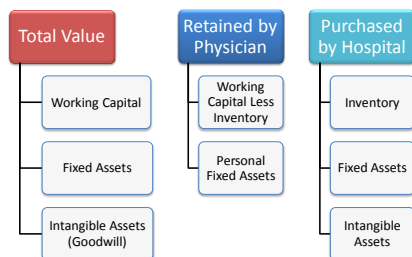 Total Value
Working Capital
Fixed Assets
Intangible Assets
(Goodwill)
Retained by
Physician
Working
Capital Less
Inventory
Personal
Fixed Assets
Purchased
by Hospital
Inventory
Fixed Assets
Intangible
Assets